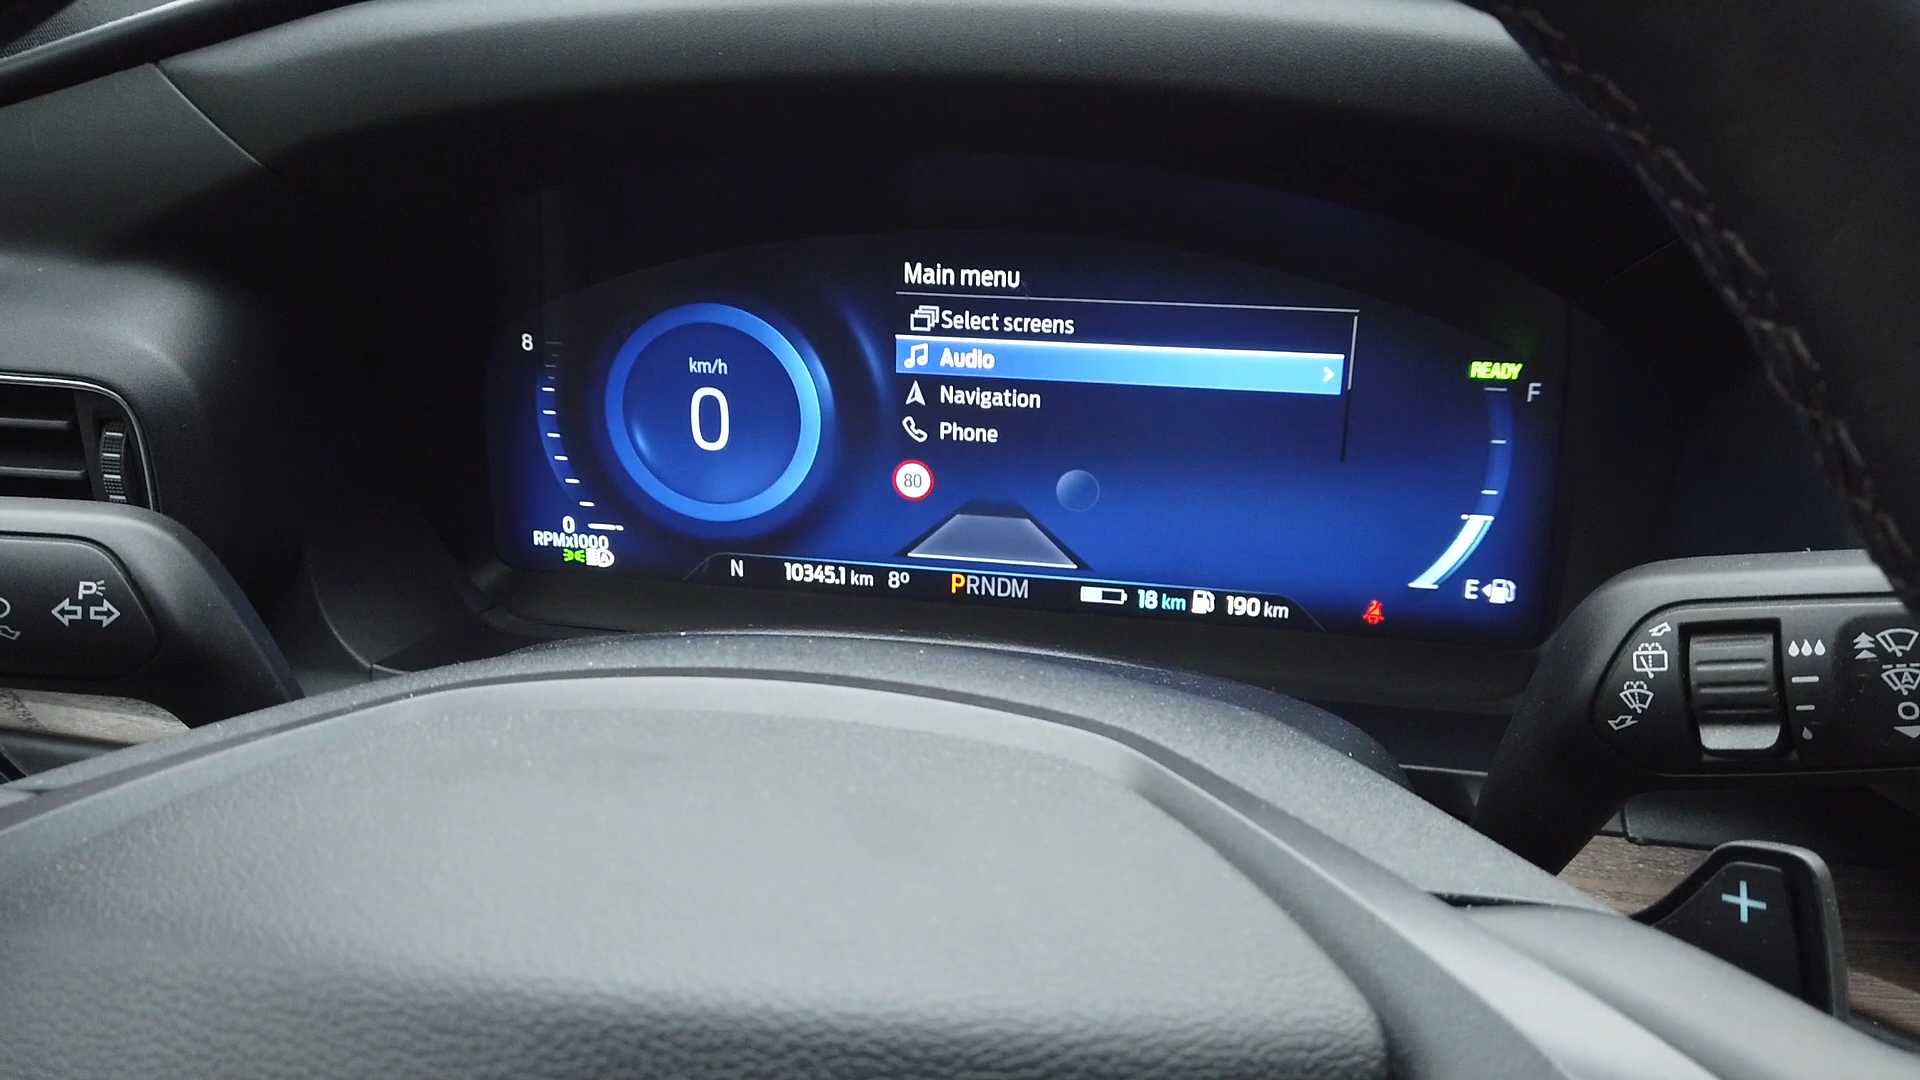 Main menu
Select screens
Audio
Navigation
Phone
km/h
0
8
0
RPMx1000
80
READY
F
E
N 10345.1 km 8º PRNDM 18 km 190 km
P
A
O
+